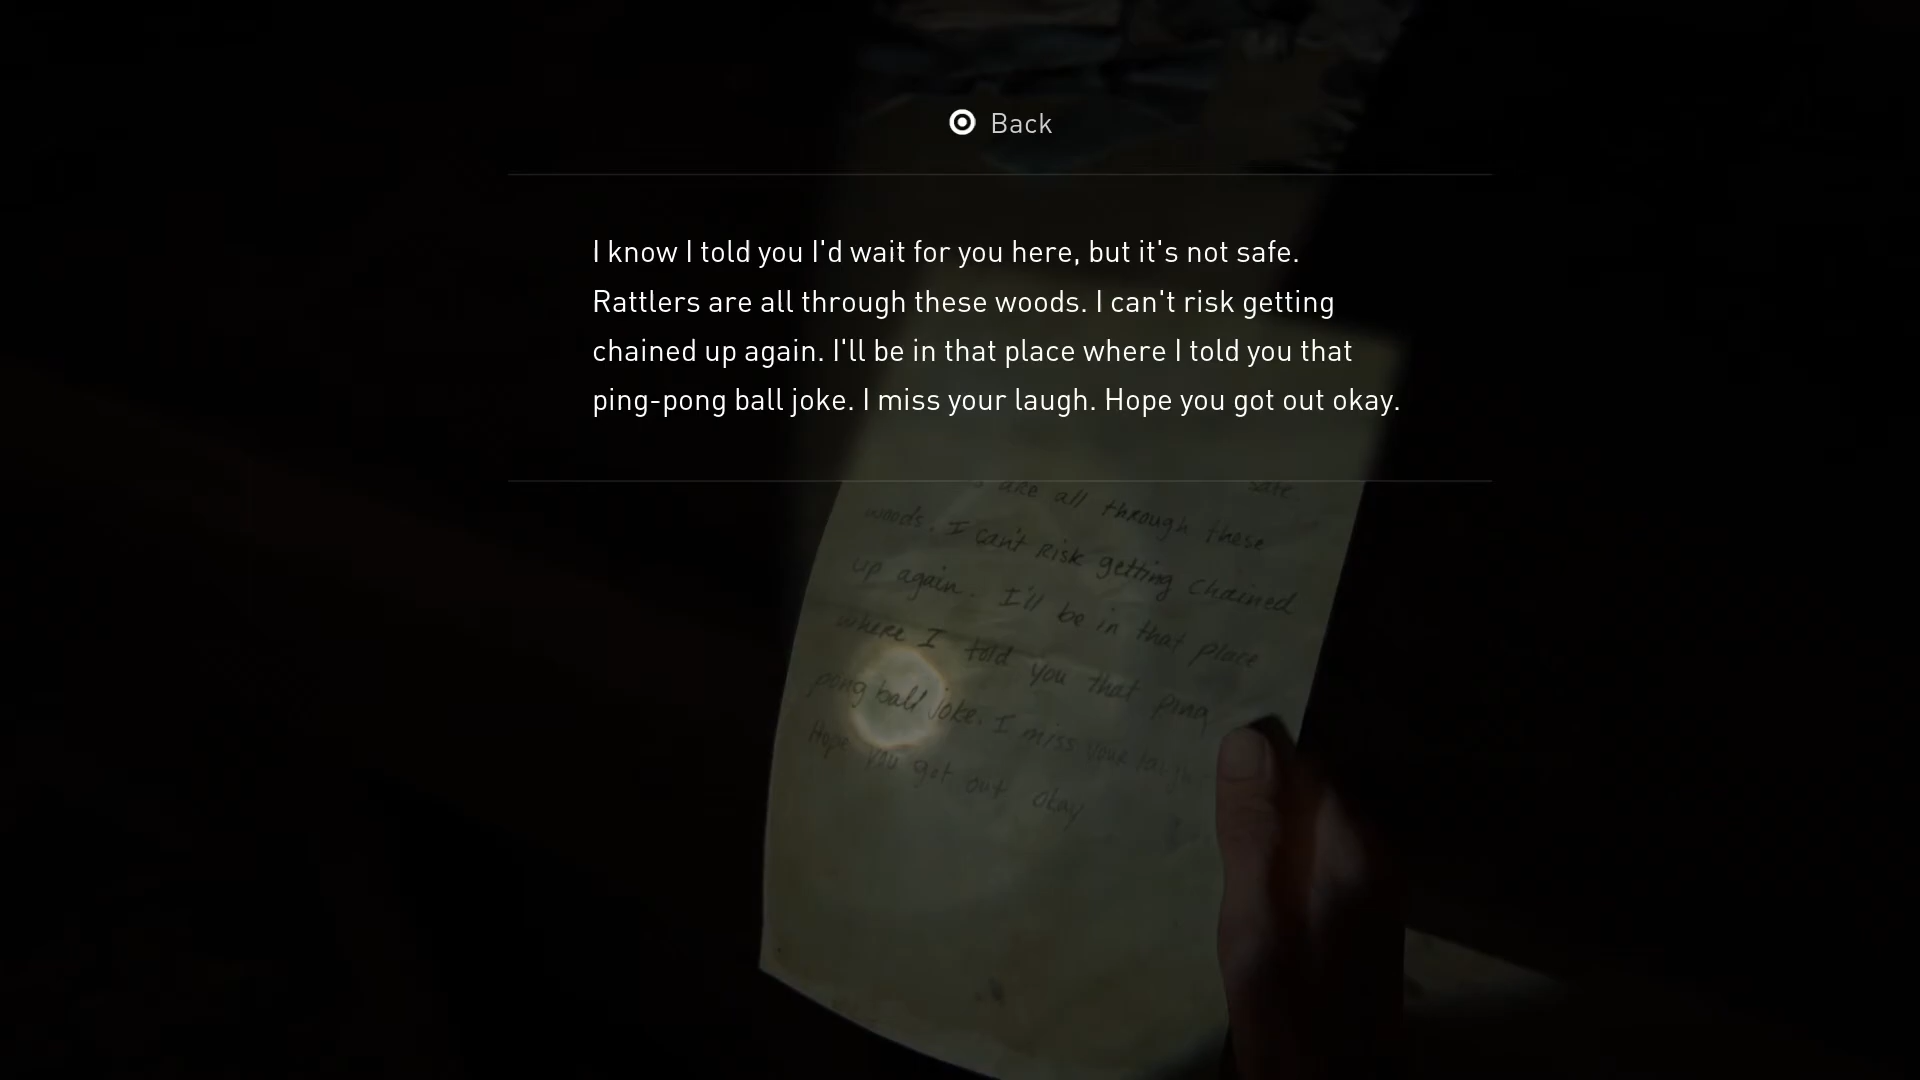 Back
I know I told you I'd wait for you here, but it's not safe.
Rattlers are all through these woods. I can't risk getting
chained up again. I'll be in that place where I told you that
ping-pong ball joke. I miss your laugh. Hope you got out okay.
safe.
are all through these
woods. I can't risk getting chained
up again. I'll be in that place
where I told you that ping
pong ball joke. I miss your laugh.
Hope you got out okay